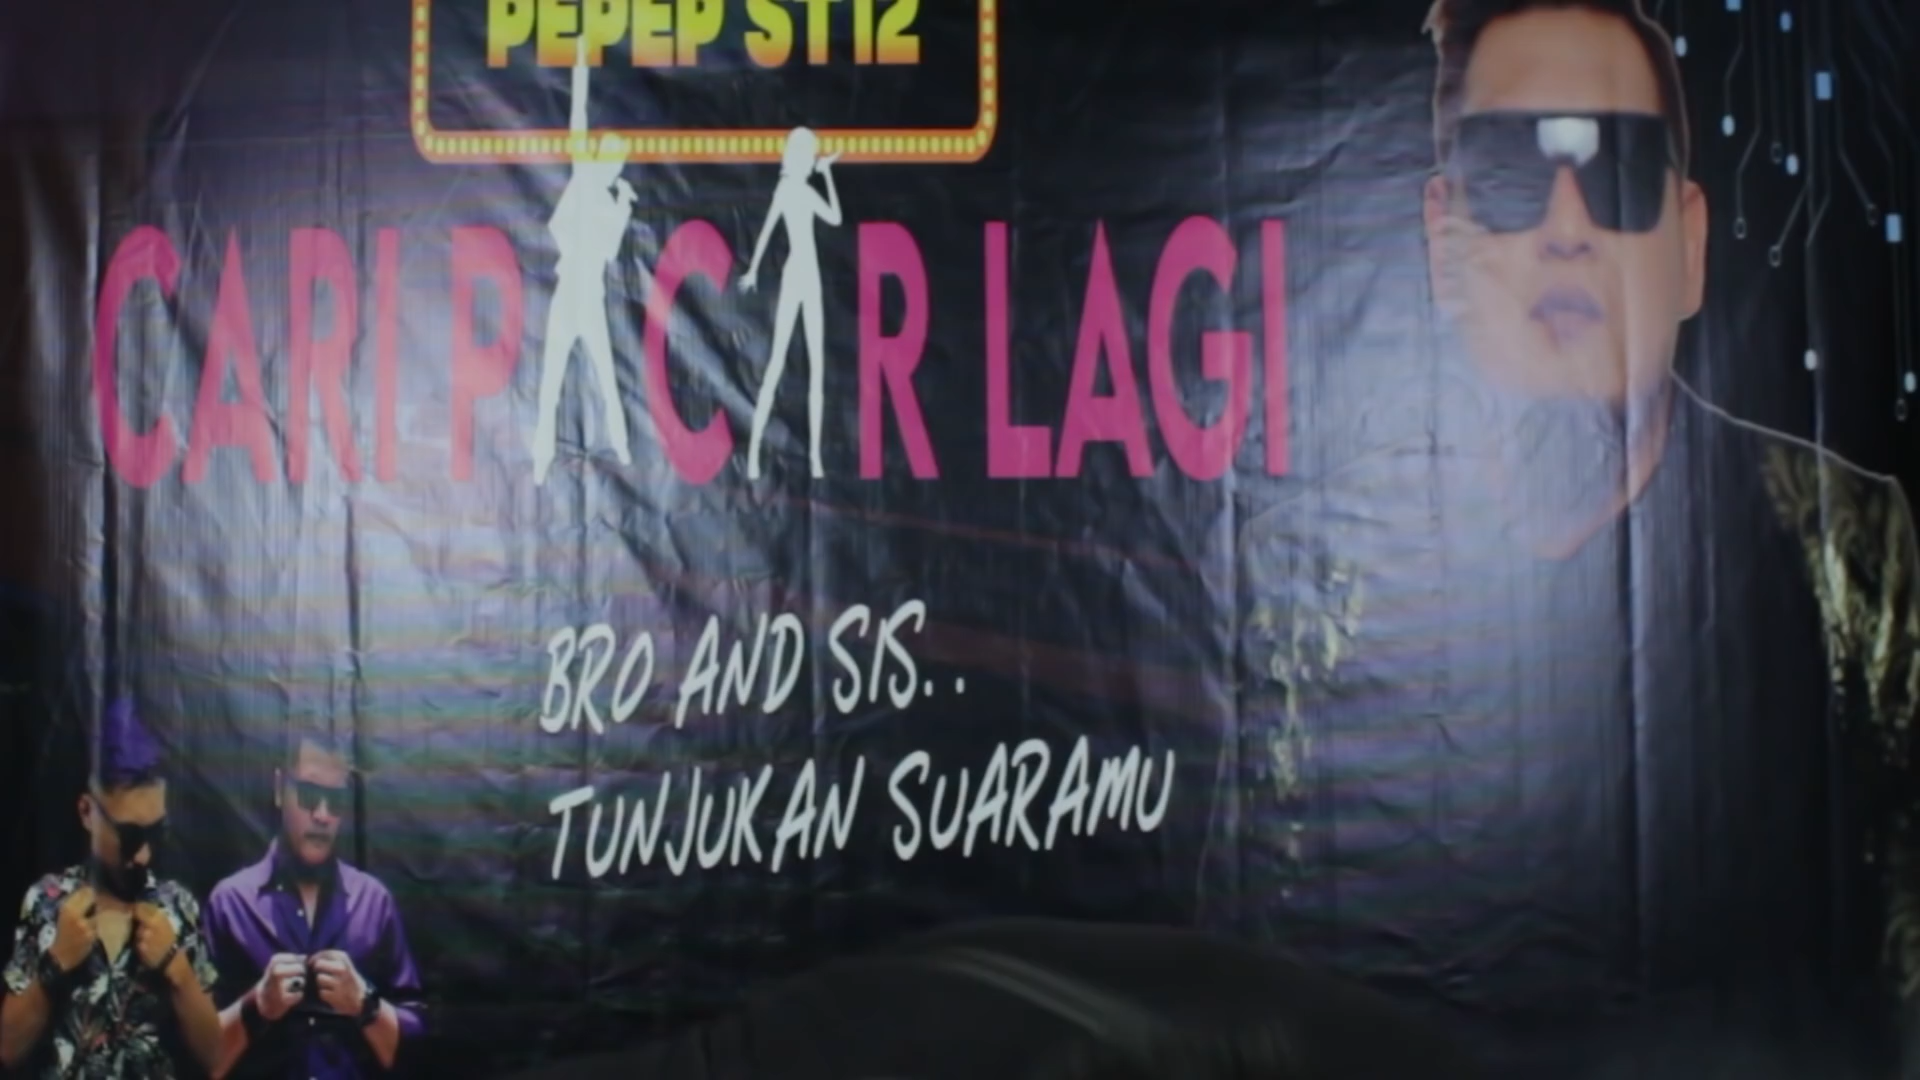 PEPEP ST12
CARI PACAR LAGI
BRO AND SIS..
TUNJUKAN SUARAMU